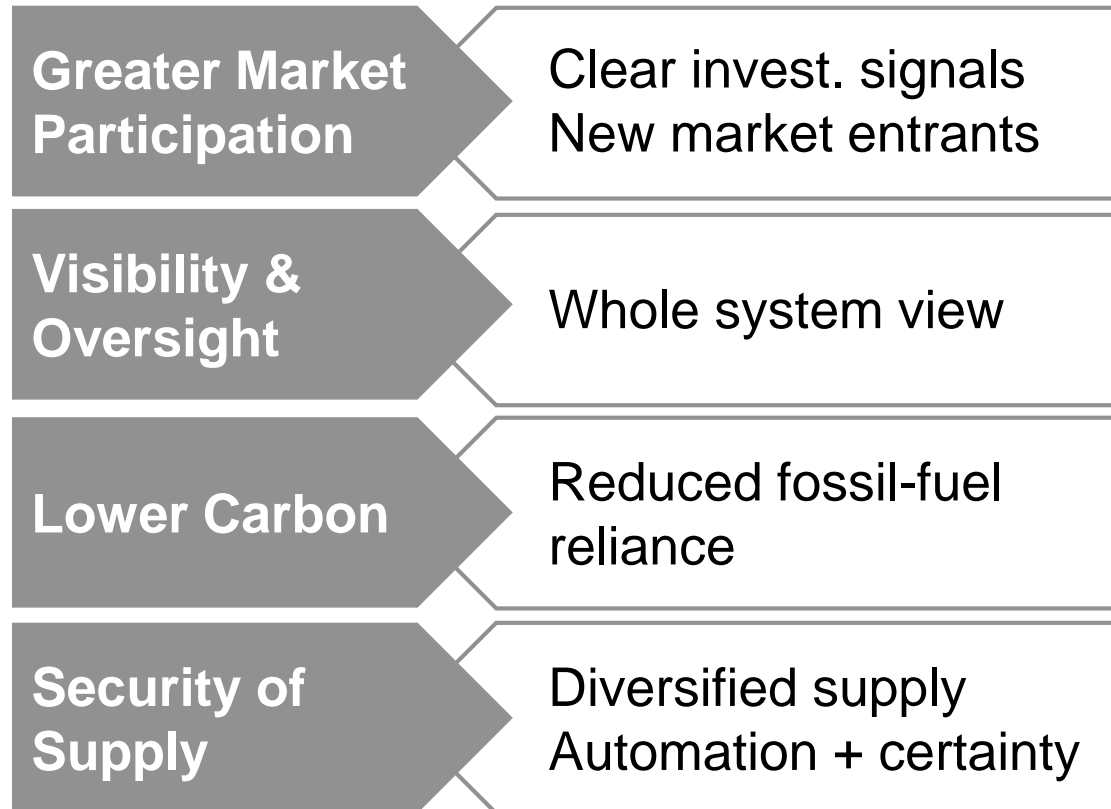 Greater Market
Participation
Clear invest. signals
New market entrants
Visibility &
Oversight
Whole system view
Lower Carbon
Reduced fossil-fuel
reliance
Security of
Supply
Diversified supply
Automation + certainty